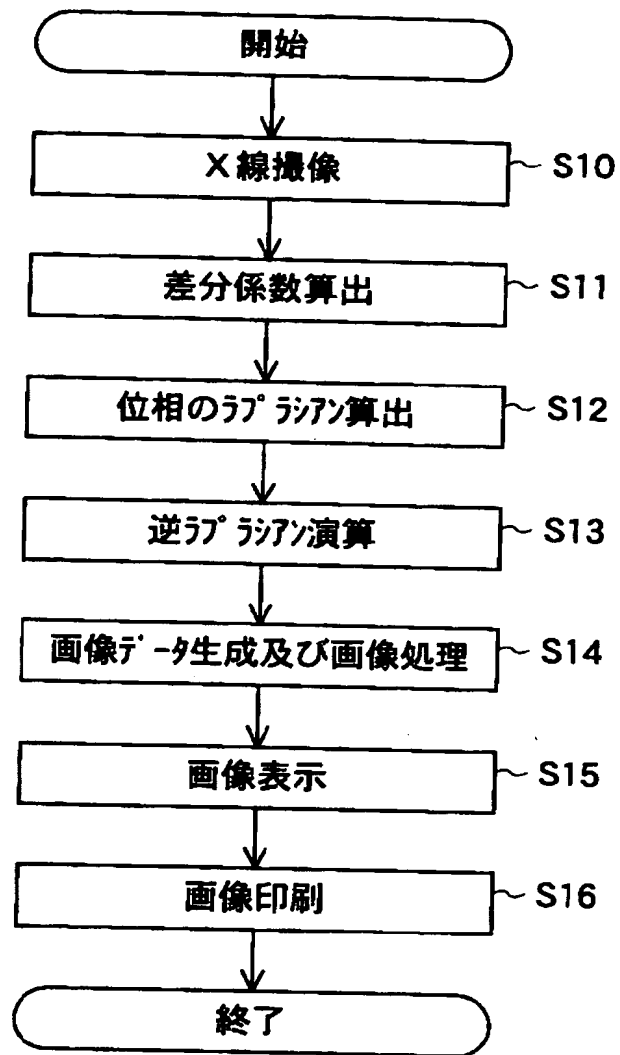 開始
X線撮像 S10
差分係数算出 S11
位相のﾗﾌﾟﾗｼｱﾝ算出 S12
逆ﾗﾌﾟﾗｼｱﾝ演算 S13
画像ﾃﾞｰﾀ生成及び画像処理 S14
画像表示 S15
画像印刷 S16
終了